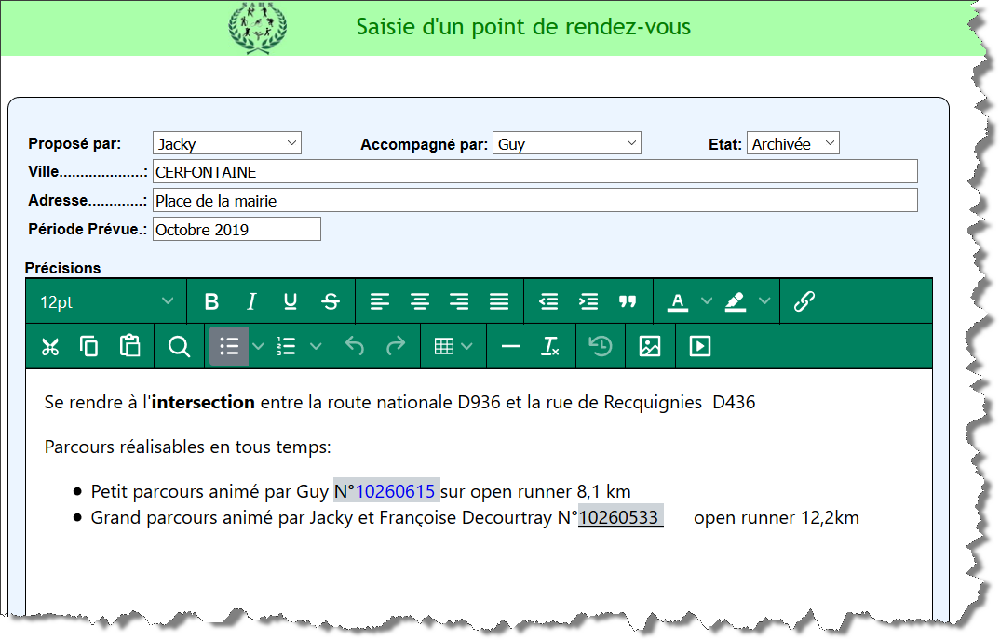 Saisie d'un point de rendez-vous
Proposé par: Jacky Accompagné par: Guy Etat: Archivée
Ville....................: CERFONTAINE
Adresse.............: Place de la mairie
Période Prévue.: Octobre 2019
Précisions
12pt B I U S A
Se rendre à l'intersection entre la route nationale D936 et la rue de Recquignies D436
Parcours réalisables en tous temps:
• Petit parcours animé par Guy N°10260615 sur open runner 8,1 km
• Grand parcours animé par Jacky et Françoise Decourtray N°10260533 open runner 12,2km